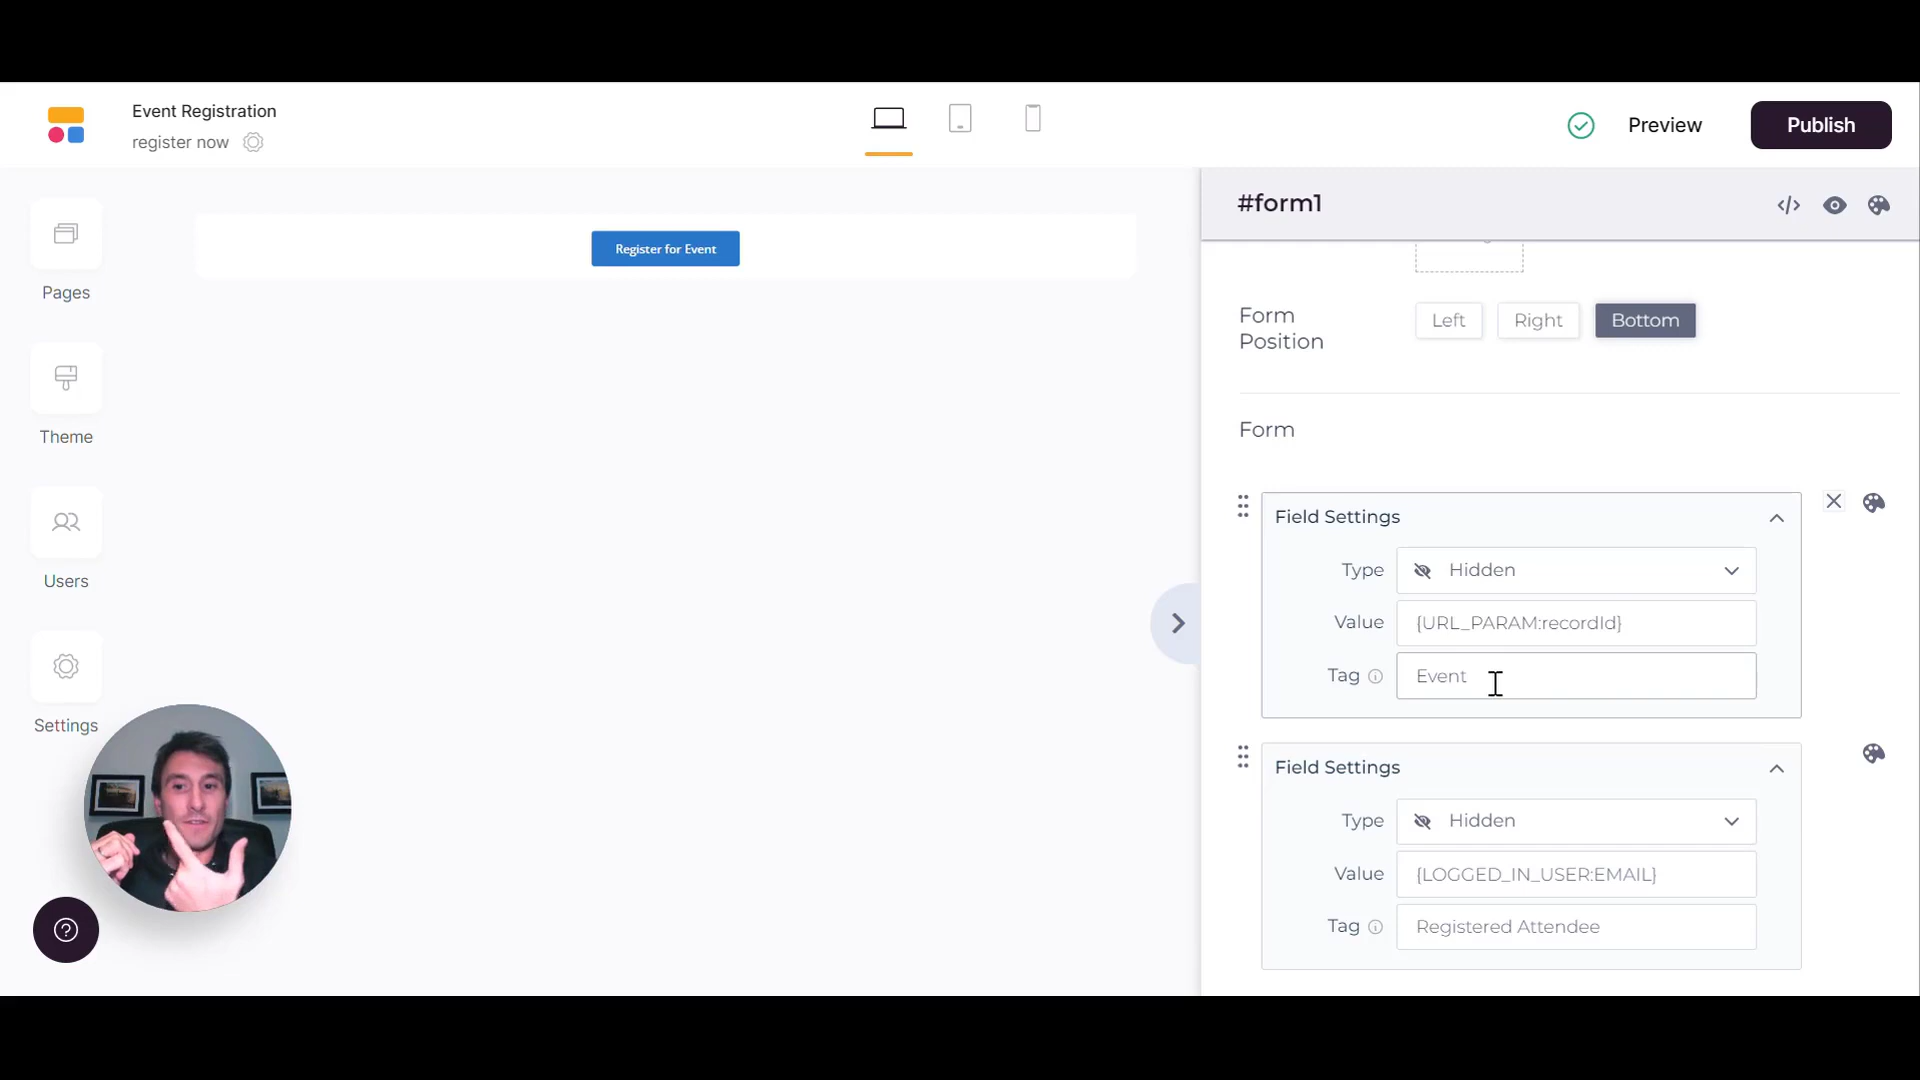 Event Registration
register now
Preview
Publish
#form1
Pages
Theme
Users
Settings
Register for Event
Form
Position
Left
Right
Bottom
Form
Field Settings
Type
Hidden
Value
{URL_PARAM:recordId}
Tag
Event
Field Settings
Type
Hidden
Value
{LOGGED_IN_USER:EMAIL}
Tag
Registered Attendee